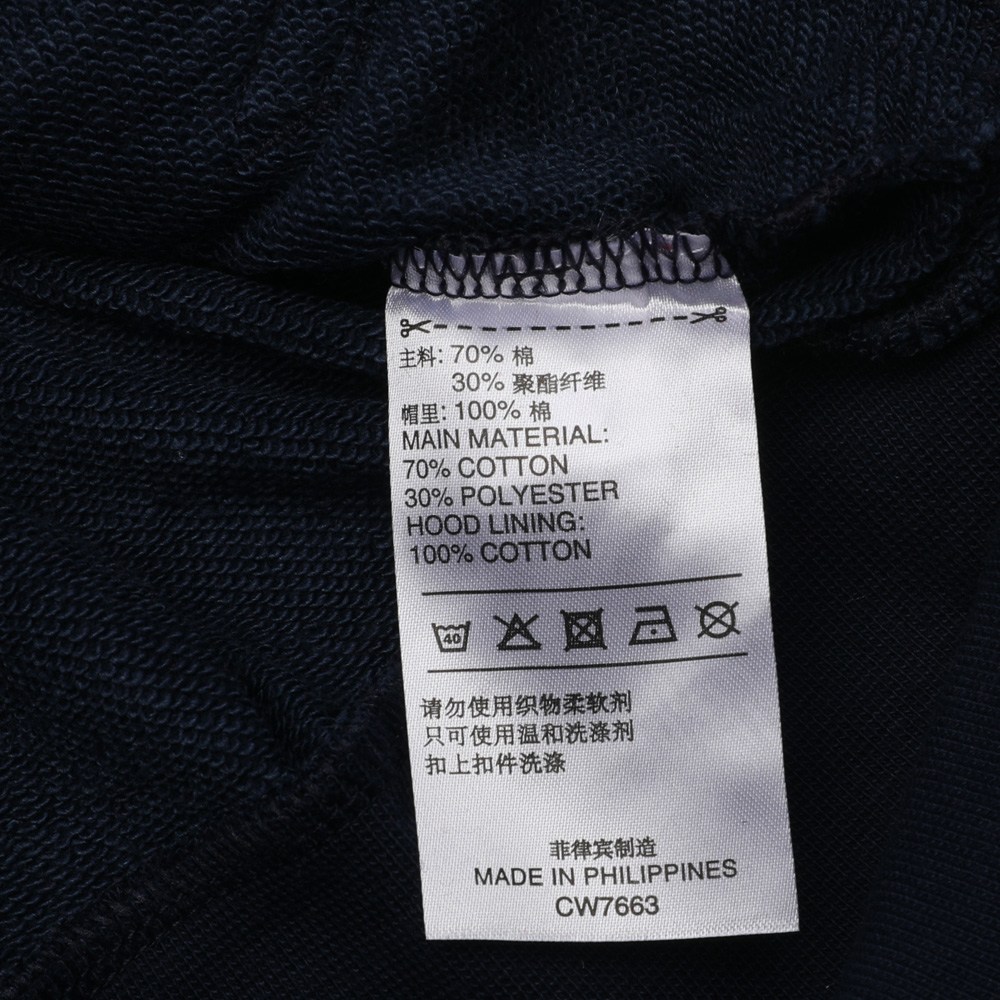 主料: 70% 棉
30% 聚酯纤维
帽里: 100% 棉
MAIN MATERIAL:
70% COTTON
30% POLYESTER
HOOD LINING:
100% COTTON
40
请勿使用织物柔软剂
只可使用温和洗涤剂
扣上扣件洗涤
菲律宾制造
MADE IN PHILIPPINES
CW7663